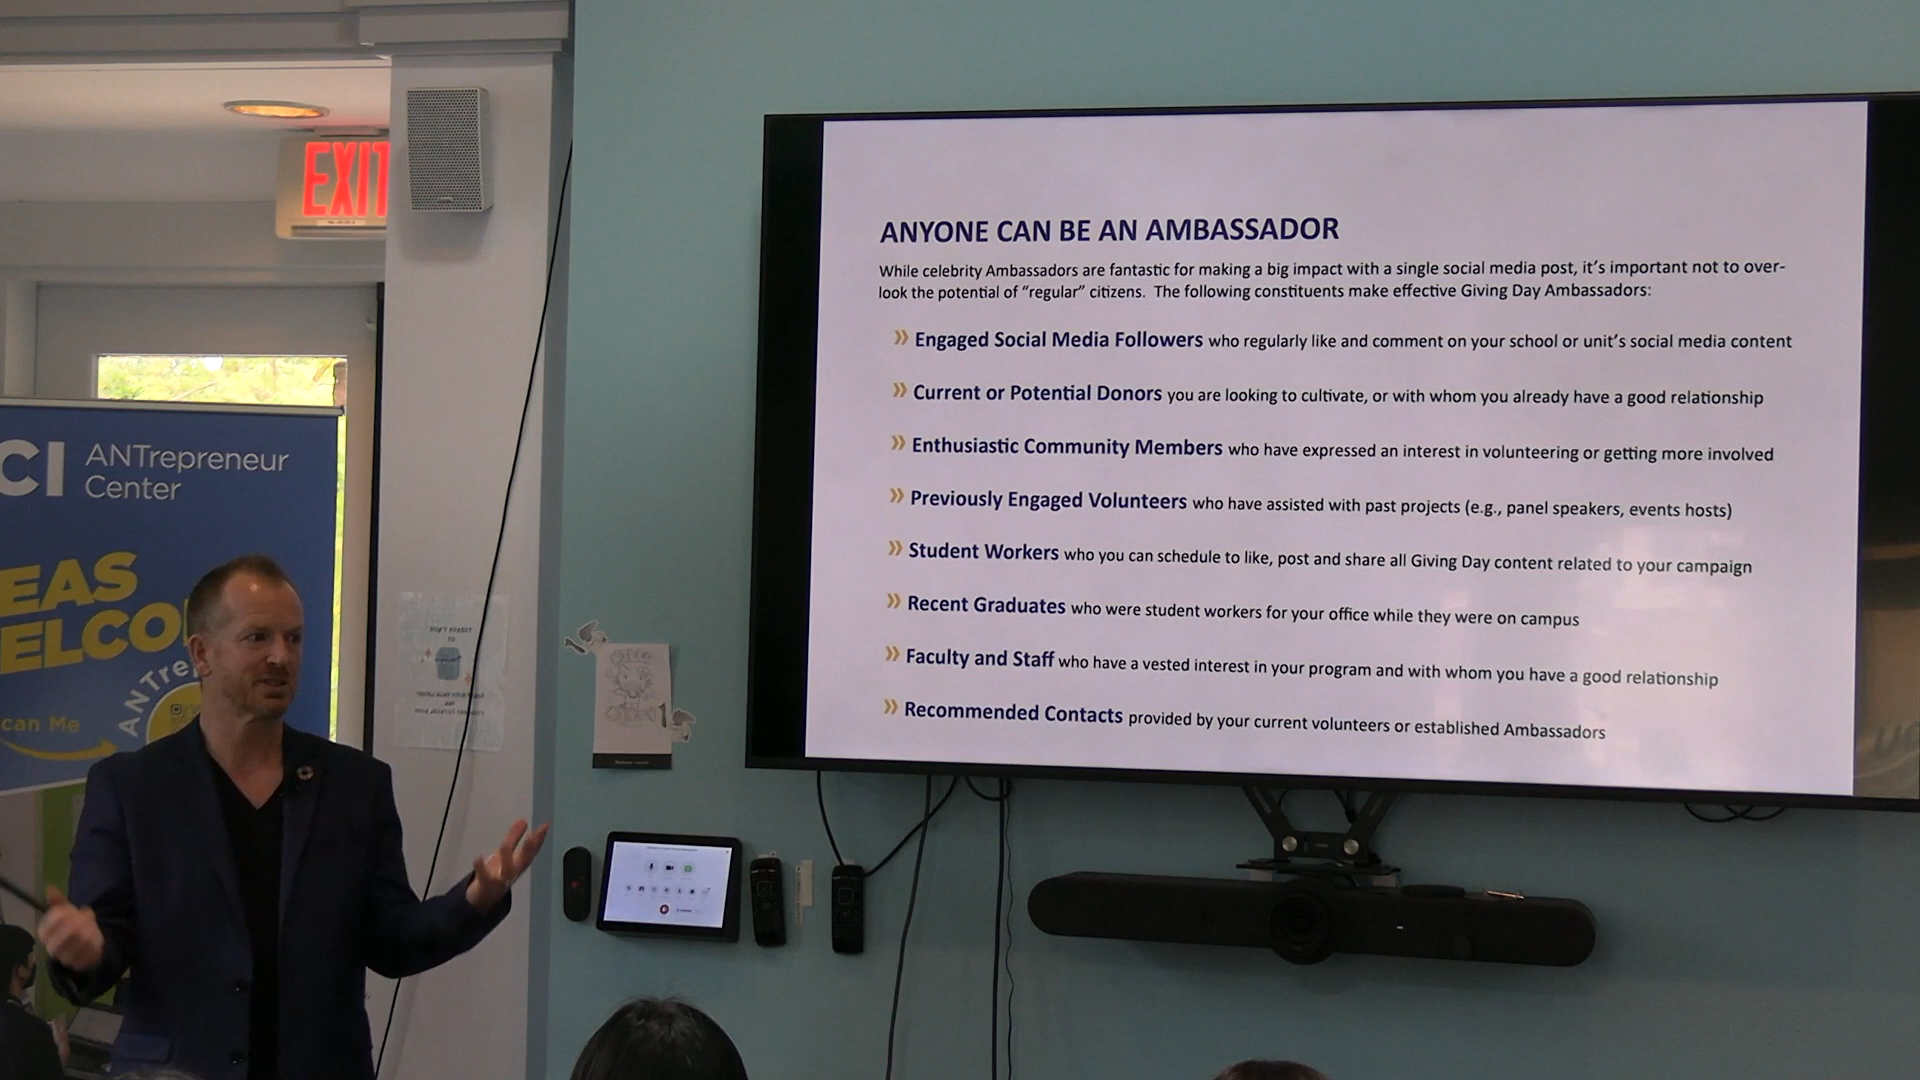 EXIT
CI ANTrepreneur
Center
EAS
ELCO
ANTre
can Me
ANYONE CAN BE AN AMBASSADOR
While celebrity Ambassadors are fantastic for making a big impact with a single social media post, it's important not to over-
look the potential of "regular" citizens. The following constituents make effective Giving Day Ambassadors:
» Engaged Social Media Followers who regularly like and comment on your school or unit's social media content
» Current or Potential Donors you are looking to cultivate, or with whom you already have a good relationship
» Enthusiastic Community Members who have expressed an interest in volunteering or getting more involved
» Previously Engaged Volunteers who have assisted with past projects (e.g., panel speakers, events hosts)
» Student Workers who you can schedule to like, post and share all Giving Day content related to your campaign
» Recent Graduates who were student workers for your office while they were on campus
» Faculty and Staff who have a vested interest in your program and with whom you have a good relationship
» Recommended Contacts provided by your current volunteers or established Ambassadors